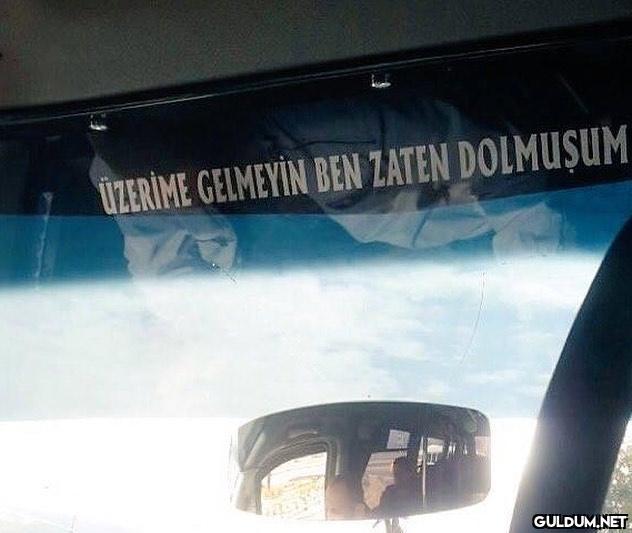 ÜZERİME GELMEYİN BEN ZATEN DOLMUŞUM
GULDUM.NET